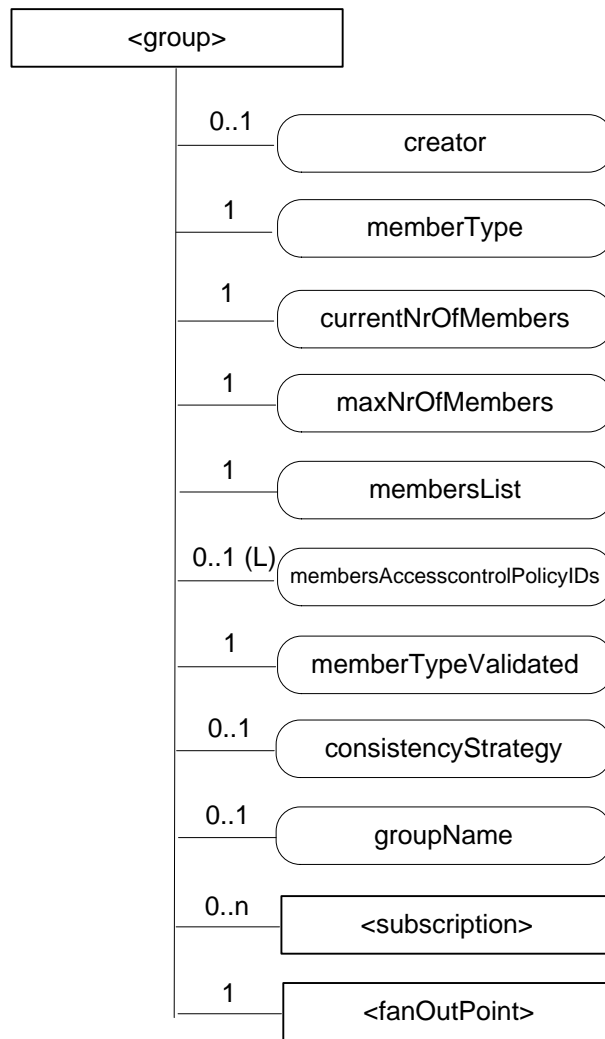 <group>
0..1
creator
1
memberType
1
currentNrOfMembers
1
maxNrOfMembers
1
membersList
0..1 (L)
membersAccesscontrolPolicyIDs
1
memberTypeValidated
0..1
consistencyStrategy
0..1
groupName
0..n
<subscription>
1
<fanOutPoint>